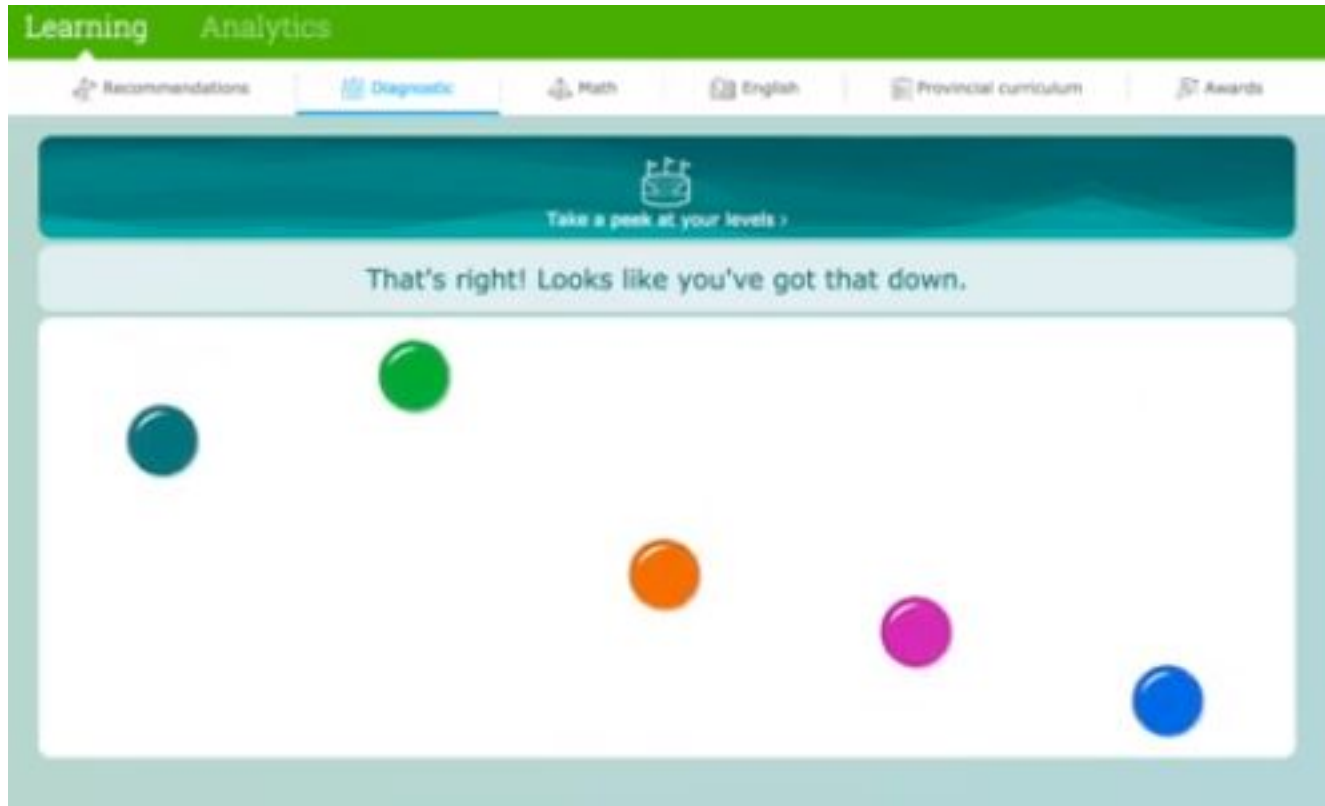 Learning Analytics
Recommendations Diagnostic Math English Provincial curriculum Awards
Take a peek at your levels ›
That's right! Looks like you've got that down.